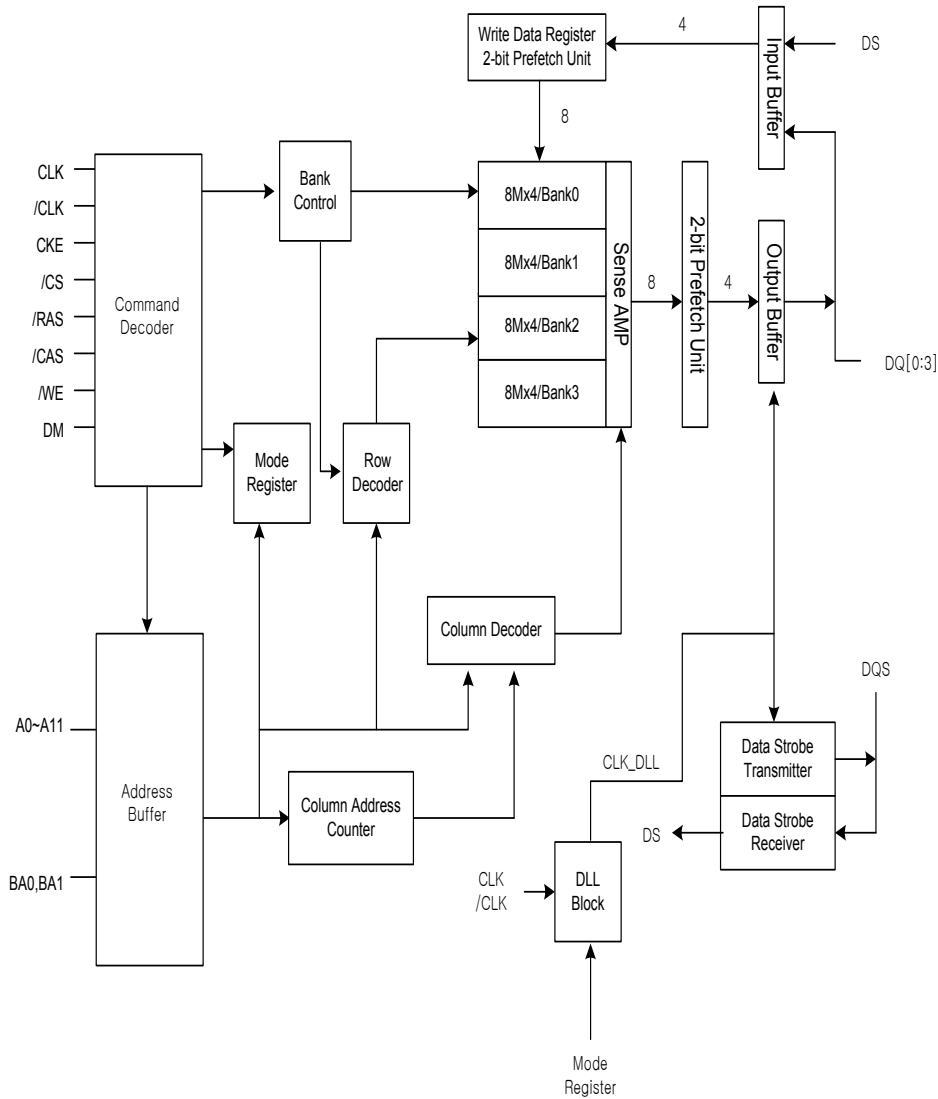 Write Data Register
2-bit Prefetch Unit
4
Input Buffer
DS
8
CLK
/CLK
CKE
/CS
/RAS
/CAS
/WE
DM
Command
Decoder
Bank
Control
8Mx4/Bank0
8Mx4/Bank1
8Mx4/Bank2
8Mx4/Bank3
Sense AMP
8
2-bit Prefetch Unit
4
Output Buffer
DQ[0:3]
Mode
Register
Row
Decoder
Column Decoder
A0~A11
BA0,BA1
Address
Buffer
Column Address
Counter
CLK_DLL
DQS
Data Strobe
Transmitter
Data Strobe
Receiver
DS
CLK
/CLK
DLL
Block
Mode
Register